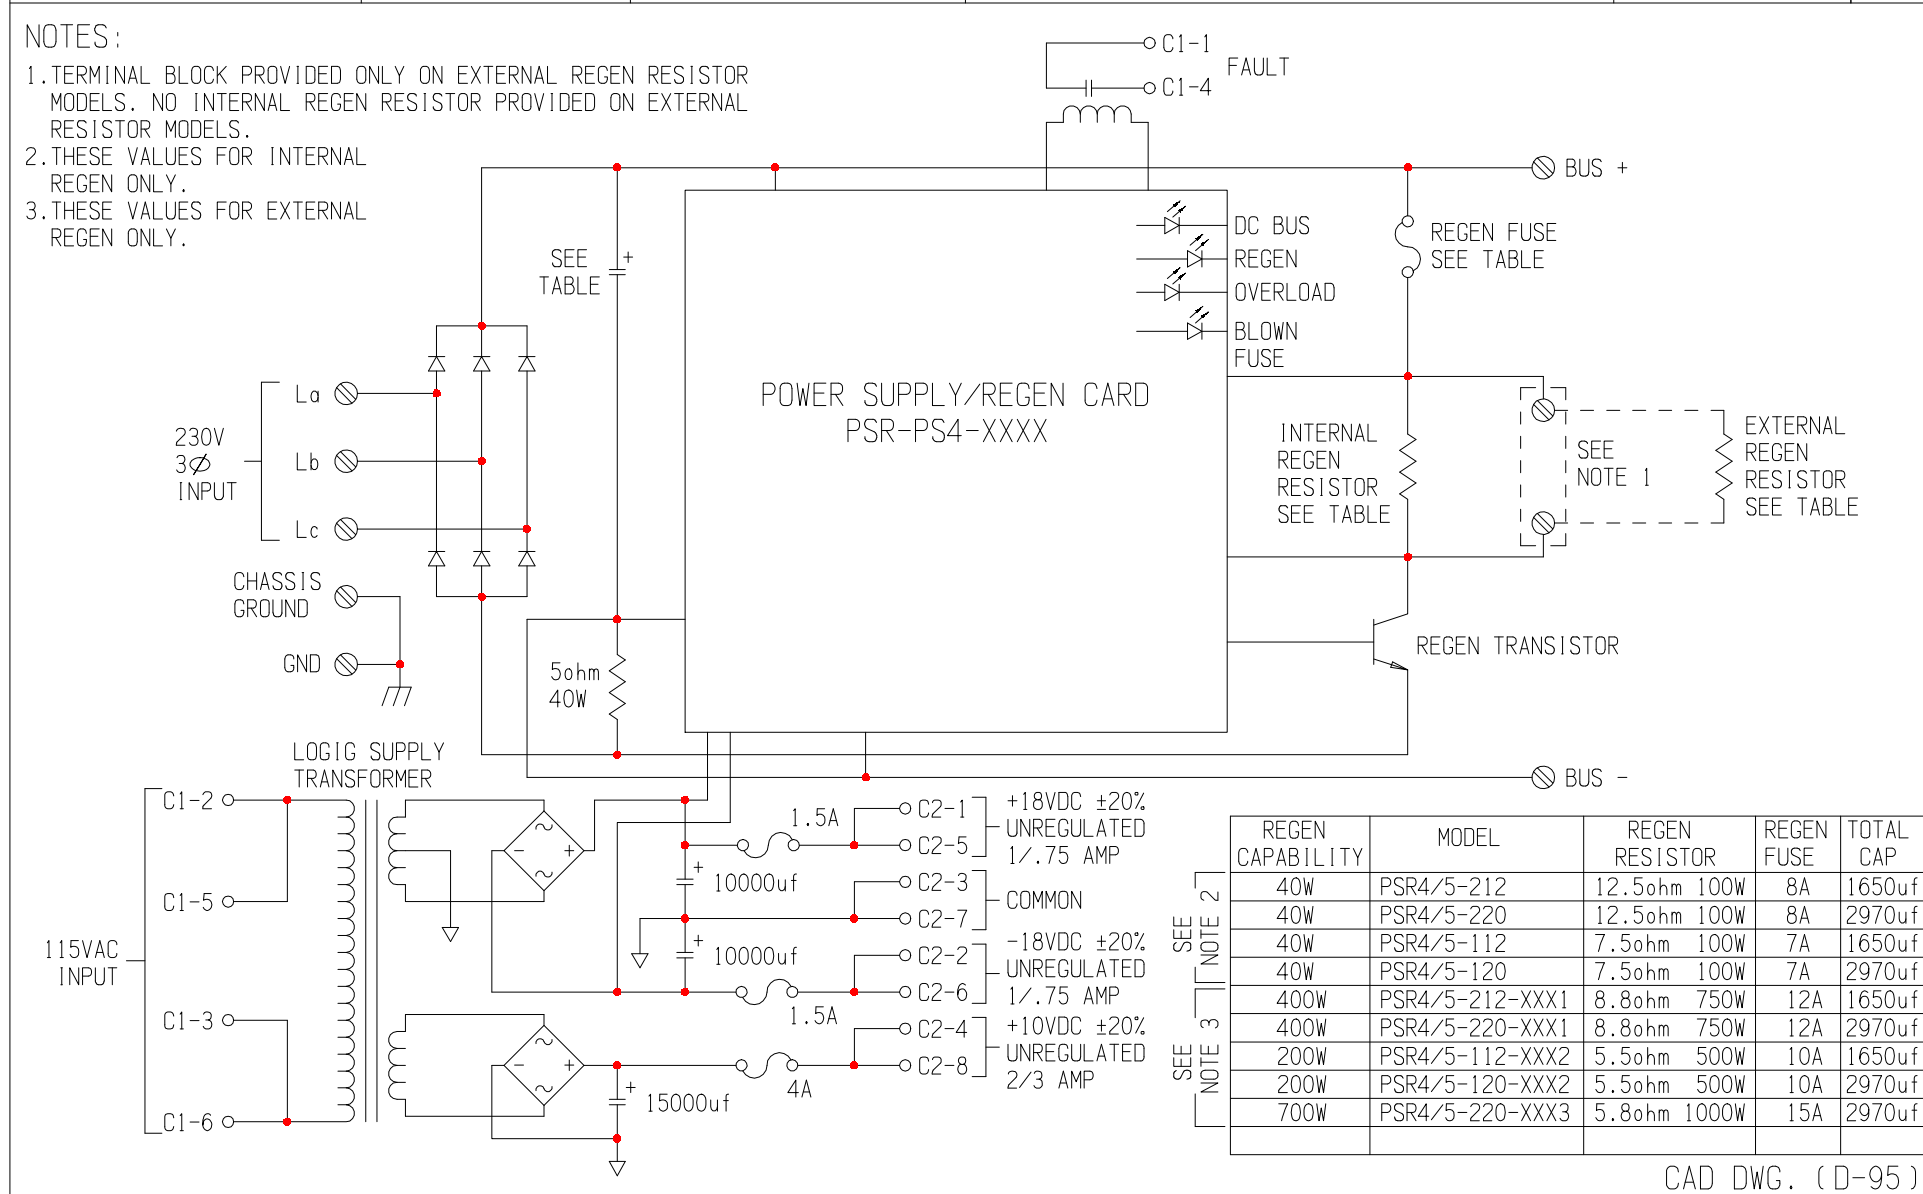 NOTES:
1.TERMINAL BLOCK PROVIDED ONLY ON EXTERNAL REGEN RESISTOR
MODELS. NO INTERNAL REGEN RESISTOR PROVIDED ON EXTERNAL
RESISTOR MODELS.
2.THESE VALUES FOR INTERNAL
REGEN ONLY.
3.THESE VALUES FOR EXTERNAL
REGEN ONLY.
C1-1
FAULT
C1-4
BUS +
DC BUS
REGEN
OVERLOAD
BLOWN
FUSE
REGEN FUSE
SEE TABLE
SEE
TABLE
+
POWER SUPPLY/REGEN CARD
PSR-PS4-XXXX
230V
3Ø
INPUT
La
Lb
Lc
CHASSIS
GROUND
GND
INTERNAL
REGEN
RESISTOR
SEE TABLE
SEE
NOTE 1
EXTERNAL
REGEN
RESISTOR
SEE TABLE
5ohm
40W
REGEN TRANSISTOR
BUS -
LOGIG SUPPLY
TRANSFORMER
115VAC
INPUT
C1-2
C1-5
C1-3
C1-6
~
- +
~
~
- +
~
1.5A
+
10000uf
+
10000uf
1.5A
+
15000uf
4A
C2-1
C2-5
+18VDC ±20%
UNREGULATED
1/.75 AMP
C2-3
C2-7
COMMON
C2-2
C2-6
-18VDC ±20%
UNREGULATED
1/.75 AMP
C2-4
C2-8
+10VDC ±20%
UNREGULATED
2/3 AMP
SEE
NOTE 2
SEE
NOTE 3
REGEN CAPABILITY MODEL REGEN RESISTOR REGEN FUSE TOTAL CAP
40W PSR4/5-212 12.5ohm 100W 8A 1650uf
40W PSR4/5-220 12.5ohm 100W 8A 2970uf
40W PSR4/5-112 7.5ohm 100W 7A 1650uf
40W PSR4/5-120 7.5ohm 100W 7A 2970uf
400W PSR4/5-212-XXX1 8.8ohm 750W 12A 1650uf
400W PSR4/5-220-XXX1 8.8ohm 750W 12A 2970uf
200W PSR4/5-112-XXX2 5.5ohm 500W 10A 1650uf
200W PSR4/5-120-XXX2 5.5ohm 500W 10A 2970uf
700W PSR4/5-220-XXX3 5.8ohm 1000W 15A 2970uf
CAD DWG. (D-95)